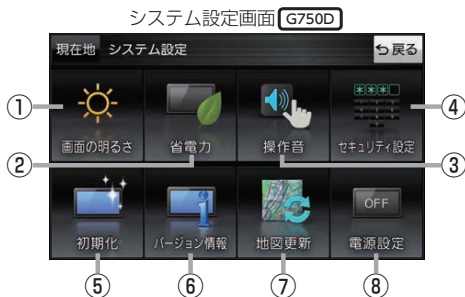 システム設定画面 G750D
現在地 システム設定 戻る
① ④
画面の明るさ 省電力 操作音 セキュリティ設定
② ③
OFF
初期化 バージョン情報 地図更新 電源設定
⑤ ⑥ ⑦ ⑧